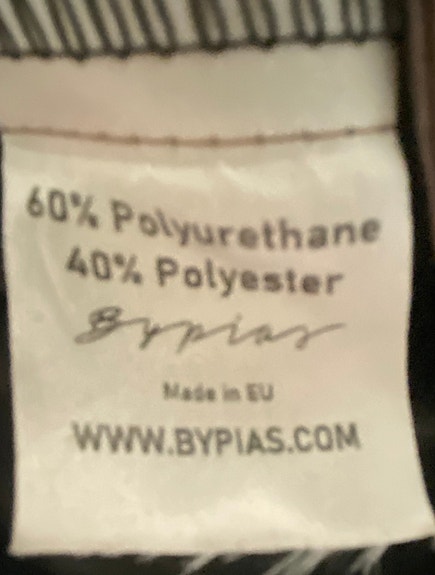 60% Polyurethane
40% Polyester
Bypias
Made in EU
WWW.BYPIAS.COM